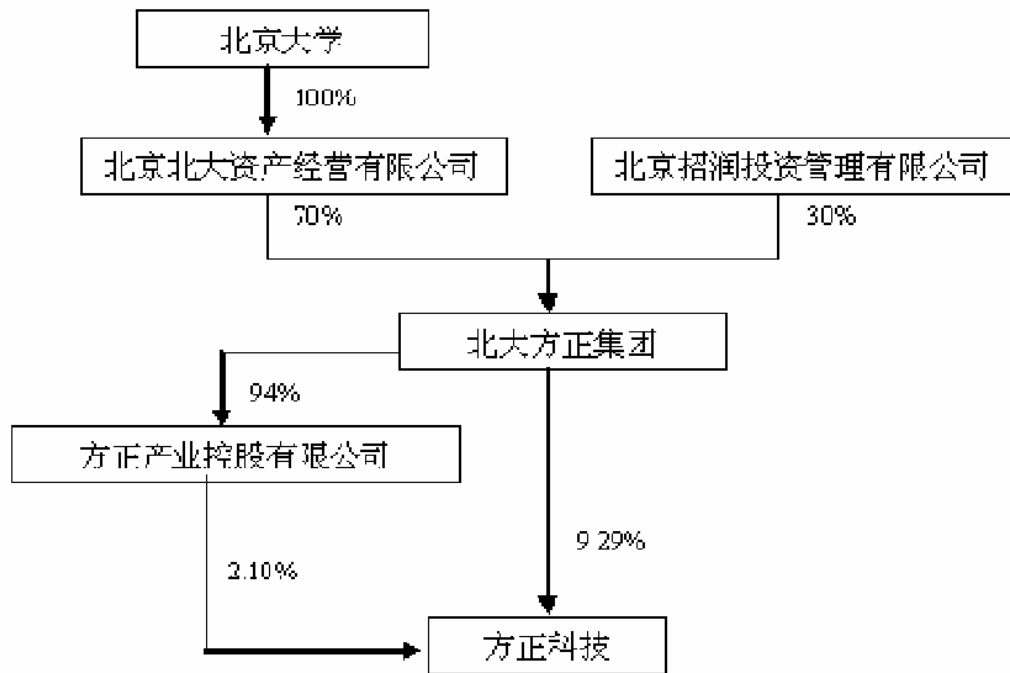 北京大学
100%
北京北大资产经营有限公司
北京招润投资管理有限公司
70%
30%
北大方正集团
94%
方正产业控股有限公司
9.29%
2.10%
方正科技